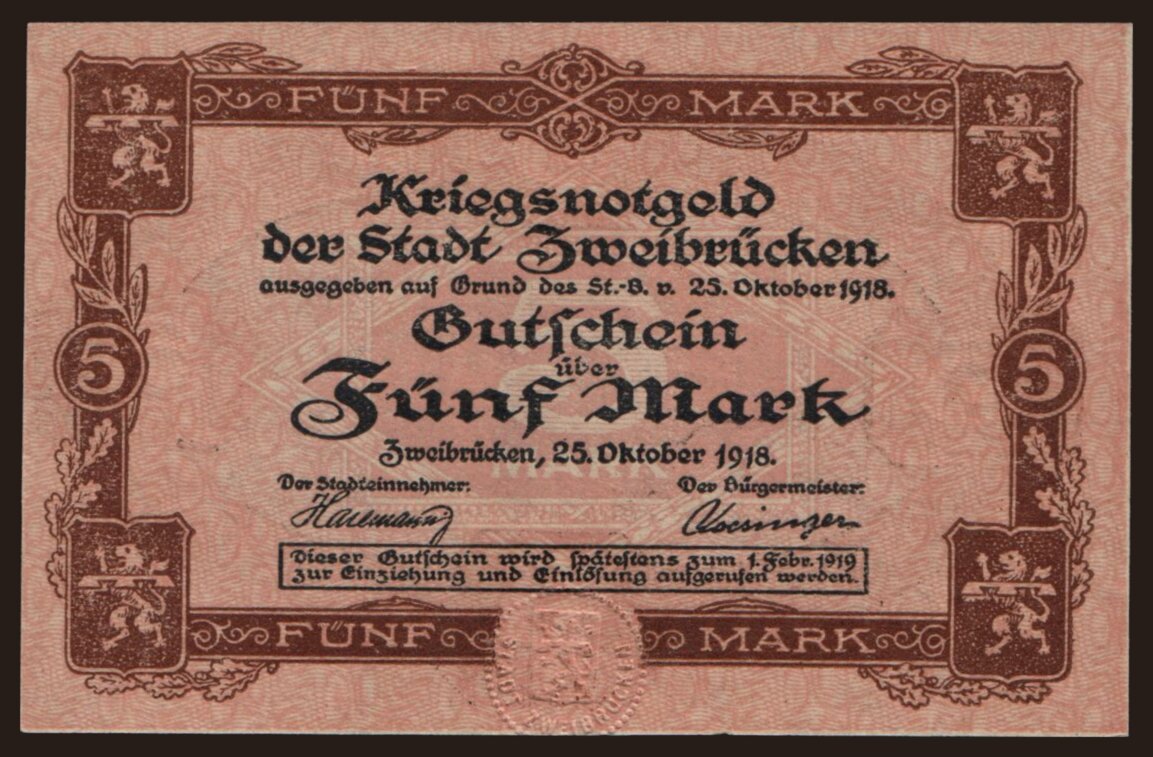 FÜNF MARK
Kriegsnotgeld
der Stadt Zweibrücken
ausgegeben auf Grund des St.-B. v. 25. Oktober 1918.
Gutſchein
über
Fünf Mark
5 5
Zweibrücken, 25. Oktober 1918.
Der Stadteinnehmer: Der Bürgermeister:
Dieser Gutſchein wird ſpäteſtens zum 1. Febr. 1919
zur Einziehung und Einlöſung aufgerufen werden.
FÜNF MARK
STADT ZWEIBRÜCKEN